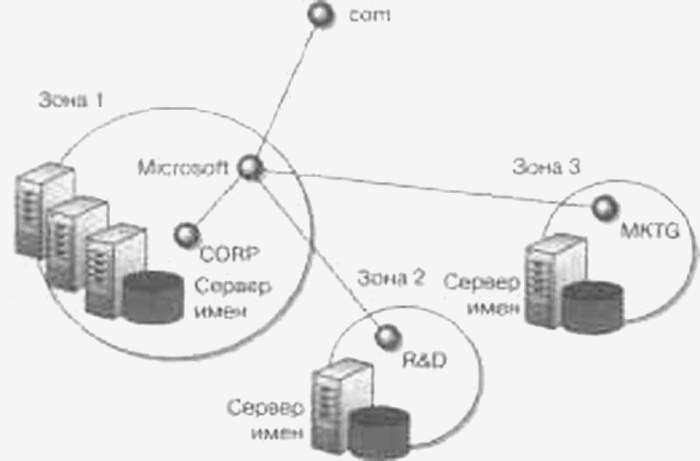 com
Зона 1
Microsoft
Зона 3
CORP
MKTG
Сервер
имен
Зона 2
Сервер
имен
R&D
Сервер
имен